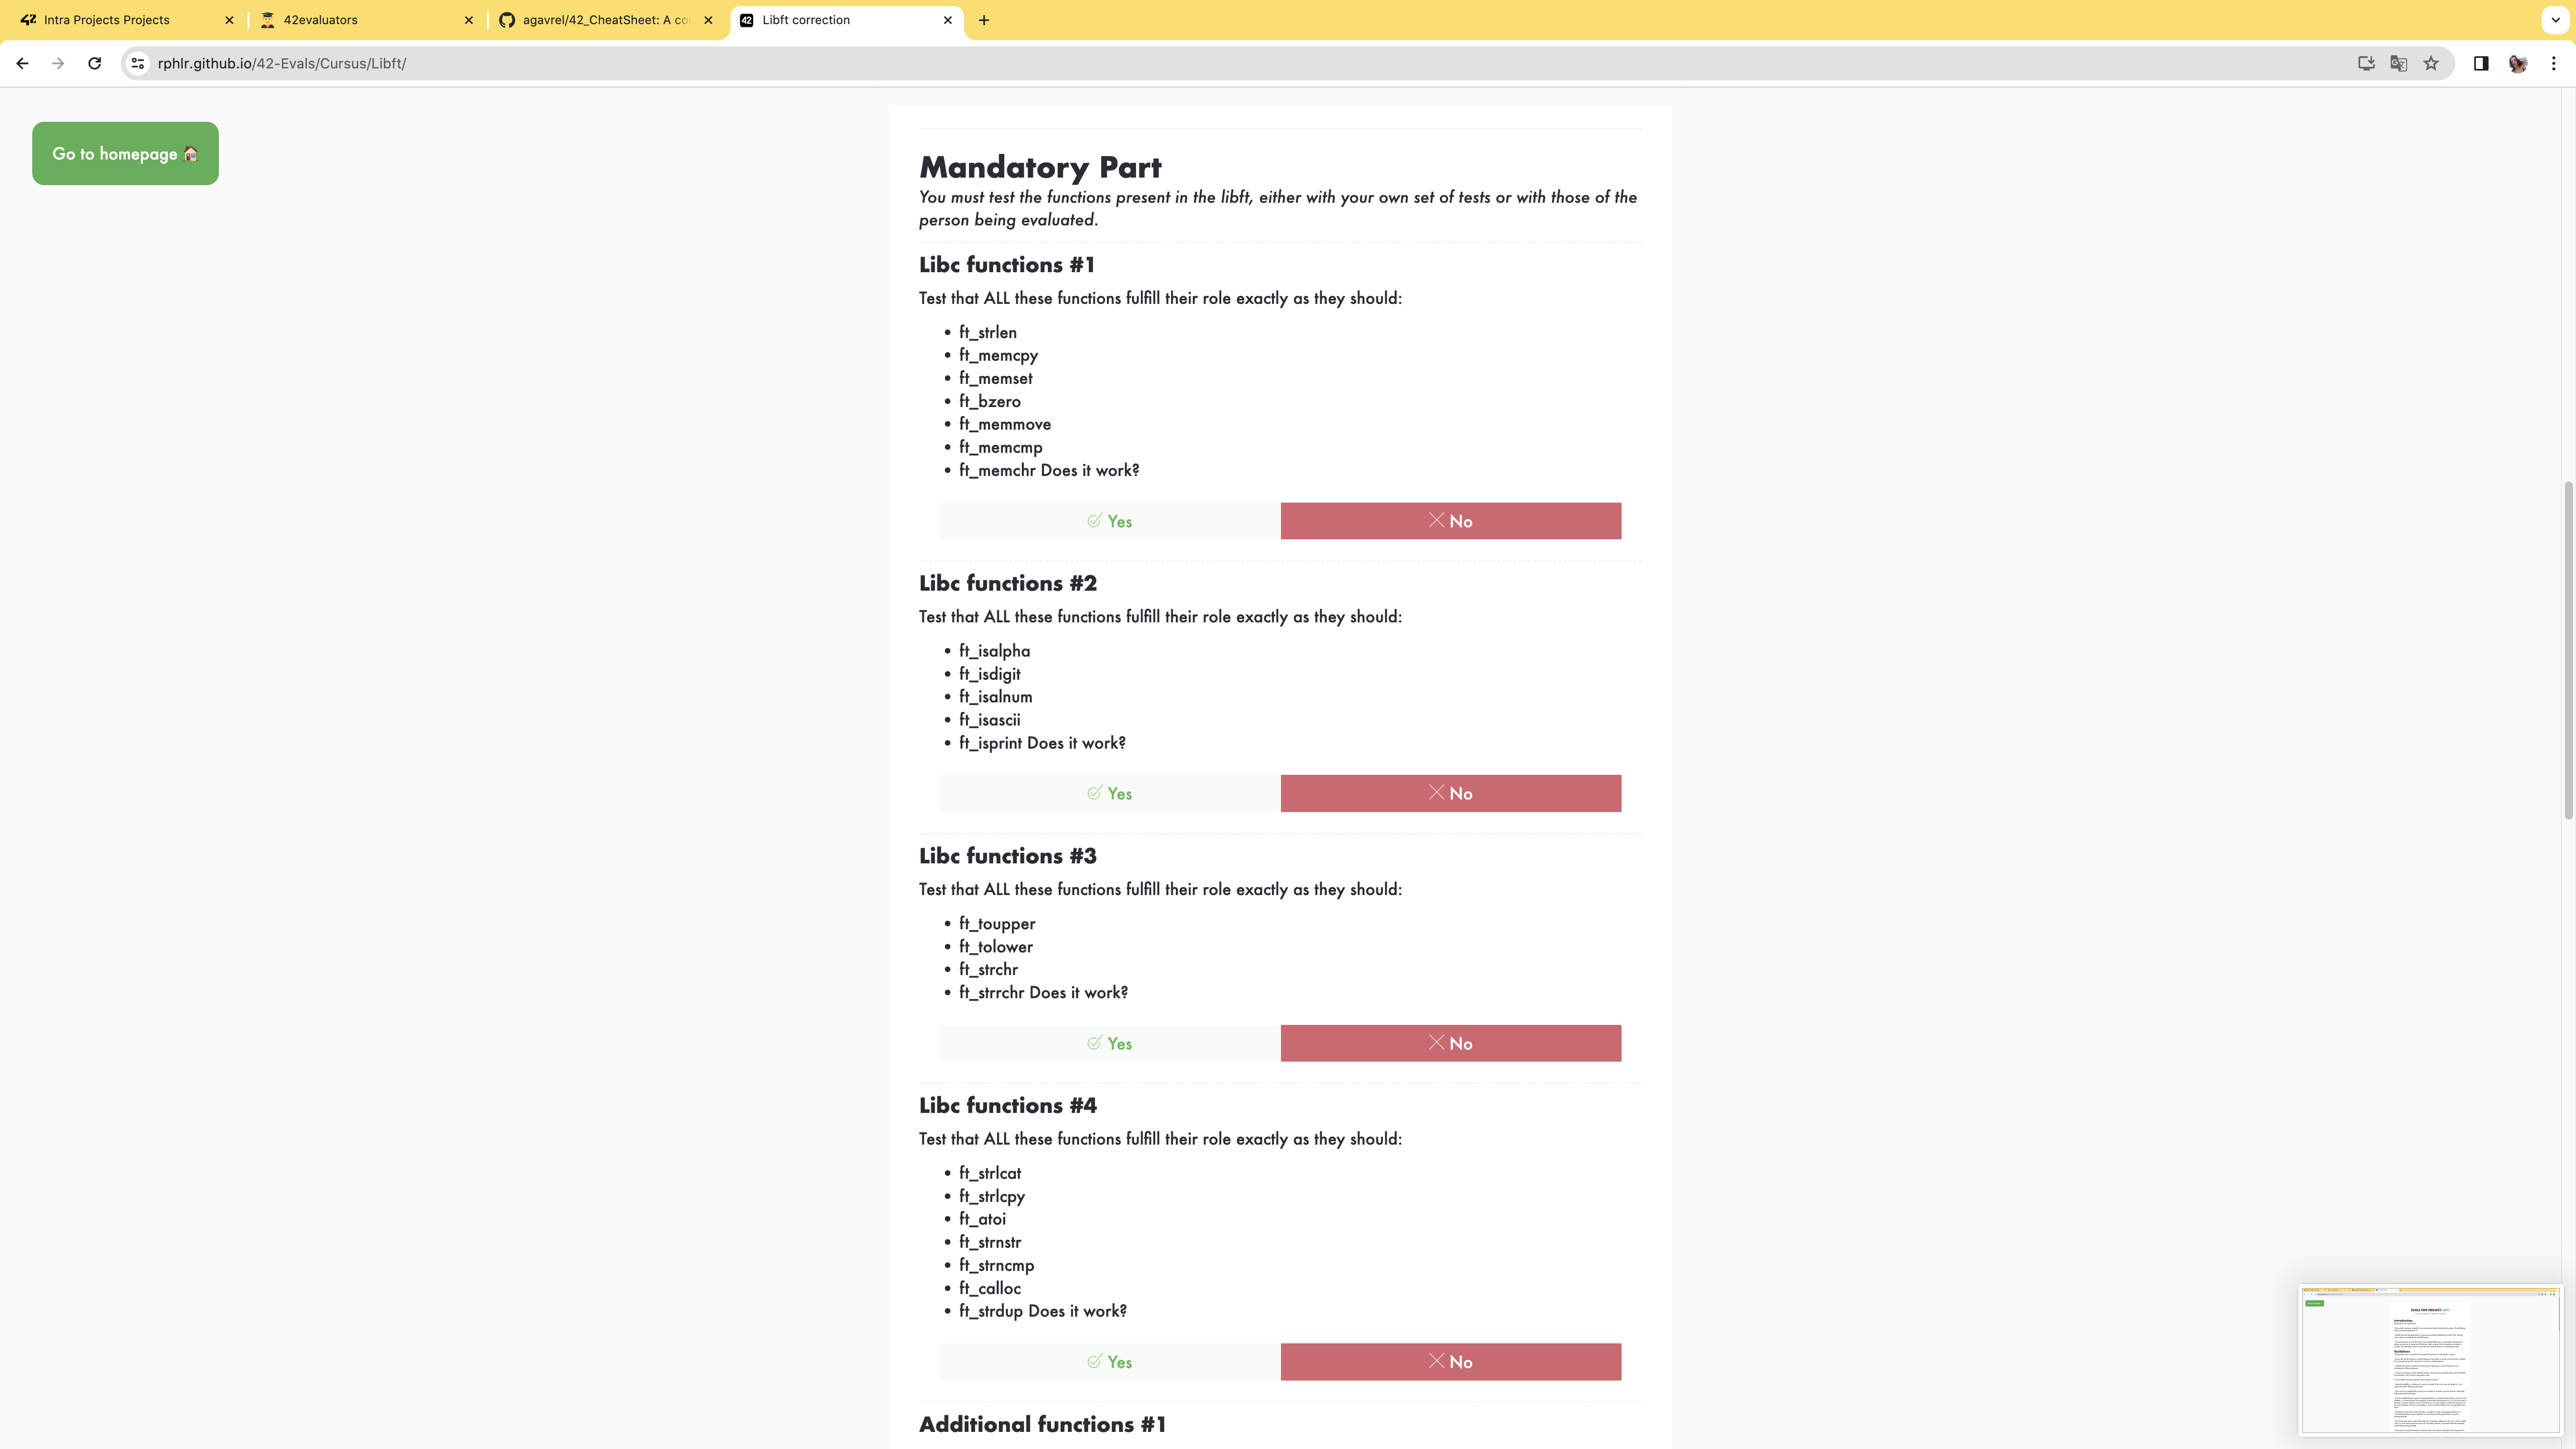 Intra Projects Projects
42evaluators
agavrel/42_CheatSheet: A co
Libft correction
rphlr.github.io/42-Evals/Cursus/Libft/
Go to homepage
Mandatory Part
You must test the functions present in the libft, either with your own set of tests or with those of the
person being evaluated.
Libc functions #1
Test that ALL these functions fulfill their role exactly as they should:
• ft_strlen
• ft_memcpy
• ft_memset
• ft_bzero
• ft_memmove
• ft_memcmp
• ft_memchr Does it work?
Yes
No
Libc functions #2
Test that ALL these functions fulfill their role exactly as they should:
• ft_isalpha
• ft_isdigit
• ft_isalnum
• ft_isascii
• ft_isprint Does it work?
Yes
No
Libc functions #3
Test that ALL these functions fulfill their role exactly as they should:
• ft_toupper
• ft_tolower
• ft_strchr
• ft_strrchr Does it work?
Yes
No
Libc functions #4
Test that ALL these functions fulfill their role exactly as they should:
• ft_strlcat
• ft_strlcpy
• ft_atoi
• ft_strnstr
• ft_strncmp
• ft_calloc
• ft_strdup Does it work?
Yes
No
Additional functions #1
SCALE FOR PROJECT LIBFT
Introduction
Guidelines